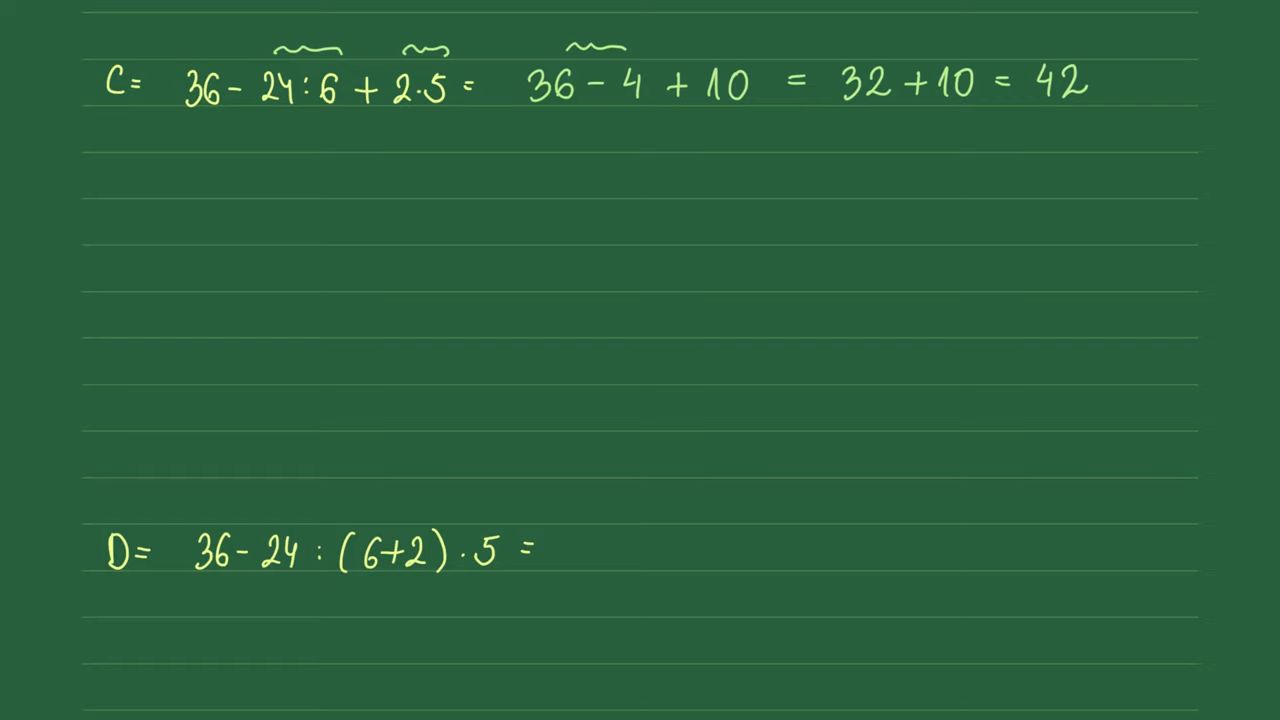 C= 36 - 24 : 6 + 2 · 5 = 36 - 4 + 10 = 32 + 10 = 42
D= 36 - 24 : (6+2) · 5 =